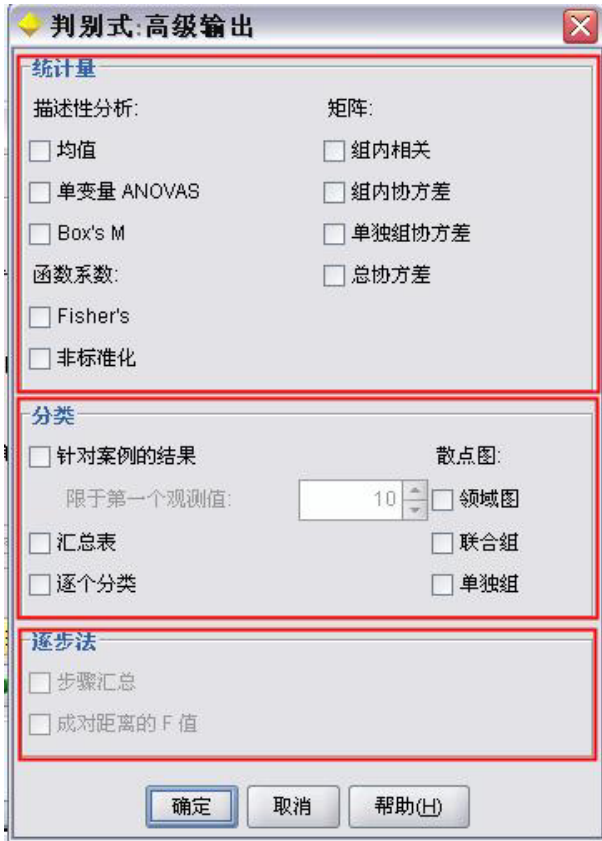 判别式:高级输出
统计量
描述性分析:
矩阵:
均值
组内相关
单变量 ANOVAS
组内协方差
Box's M
单独组协方差
函数系数:
总协方差
Fisher's
非标准化
分类
针对案例的结果
散点图:
限于第一个观测值:
10
领域图
汇总表
联合组
逐个分类
单独组
逐步法
步骤汇总
成对距离的 F 值
确定
取消
帮助(H)